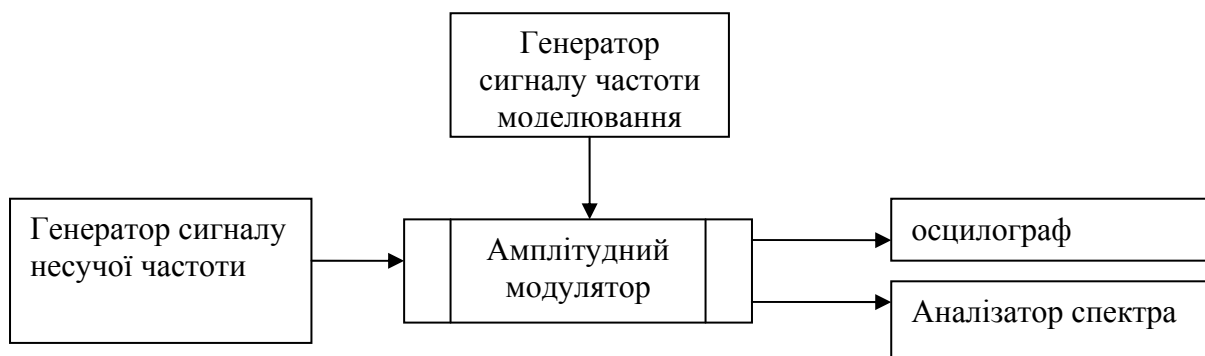 Генератор
сигналу частоти
моделювання
Генератор сигналу
несучої частоти
Амплітудний
модулятор
осцилограф
Аналізатор спектра